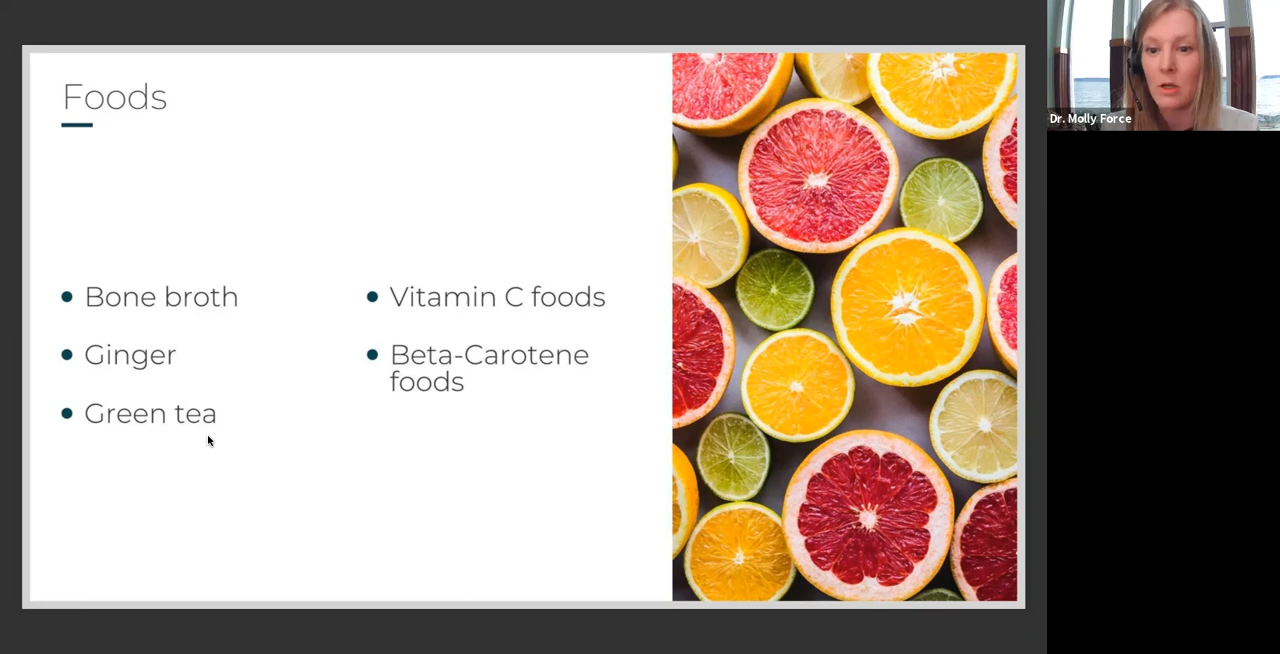 Foods
Bone broth
Ginger
Green tea
Vitamin C foods
Beta-Carotene
foods
Dr. Molly Force